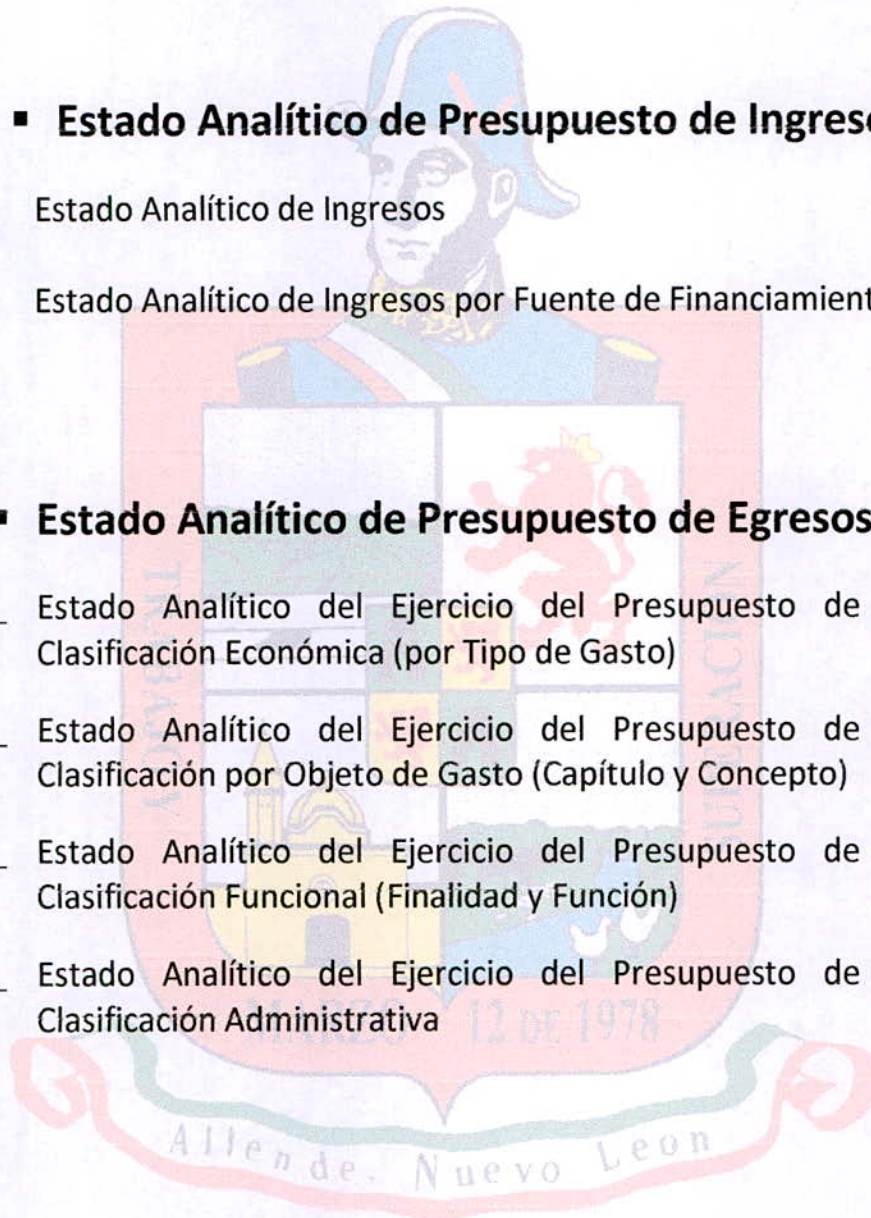 ▪ Estado Analítico de Presupuesto de Ingreso
Estado Analítico de Ingresos
Estado Analítico de Ingresos por Fuente de Financiamient
▪ Estado Analítico de Presupuesto de Egresos
Estado Analítico del Ejercicio del Presupuesto de
Clasificación Económica (por Tipo de Gasto)
Estado Analítico del Ejercicio del Presupuesto de
Clasificación por Objeto de Gasto (Capítulo y Concepto)
Estado Analítico del Ejercicio del Presupuesto de
Clasificación Funcional (Finalidad y Función)
Estado Analítico del Ejercicio del Presupuesto de
Clasificación Administrativa
TRABAJO Y
SUPERACION
MARZO 12 DE 1978
Allende, Nuevo Leon